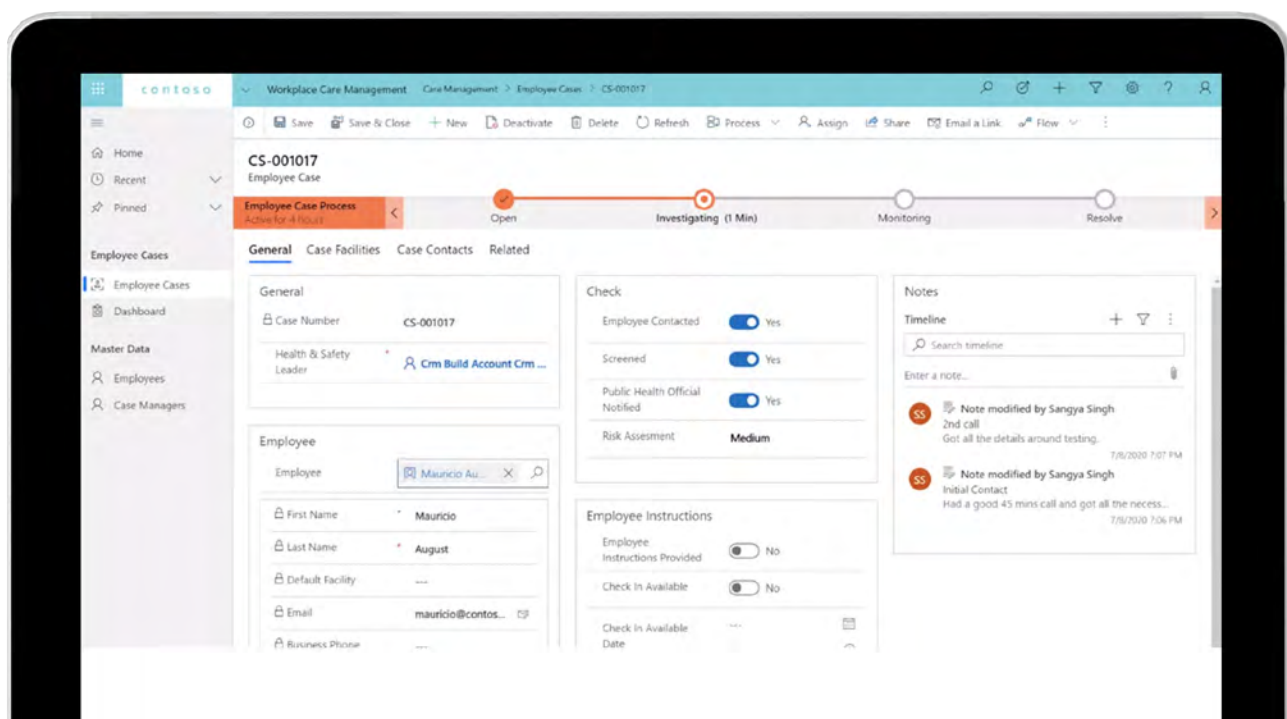 contoso
Workplace Care Management Care Management > Employee Cases > CS-001017
Save Save & Close New Deactivate Delete Refresh Process Assign Share Email a Link Flow
Home
Recent
Pinned
Employee Cases
Employee Cases
Dashboard
Master Data
Employees
Case Managers
CS-001017
Employee Case
Employee Case Process
Active for 4 hours
Open
Investigating (1 Min)
Monitoring
Resolve
General Case Facilities Case Contacts Related
General
Case Number CS-001017
Health & Safety
Leader * Crm Build Account Crm ...
Employee
Employee Mauricio Au...
First Name * Mauricio
Last Name * August
Default Facility ---
Email mauricio@contos...
Business Phone ---
Check
Employee Contacted Yes
Screened Yes
Public Health Official
Notified Yes
Risk Assesment Medium
Employee Instructions
Employee
Instructions Provided No
Check In Available No
Check In Available
Date ---
Notes
Timeline
Search timeline
Enter a note...
SS Note modified by Sangya Singh
2nd call
Got all the details around testing.
7/8/2020 7:07 PM
SS Note modified by Sangya Singh
Initial Contact
Had a good 45 mins call and got all the necess...
7/8/2020 7:06 PM